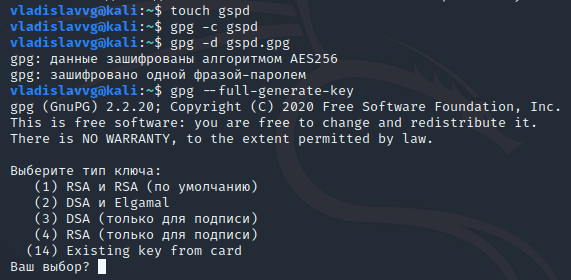 vladislavvg@kali:~$ touch gspd
vladislavvg@kali:~$ gpg -c gspd
vladislavvg@kali:~$ gpg -d gspd.gpg
gpg: данные зашифрованы алгоритмом AES256
gpg: зашифровано одной фразой-паролем
vladislavvg@kali:~$ gpg --full-generate-key
gpg (GnuPG) 2.2.20; Copyright (C) 2020 Free Software Foundation, Inc.
This is free software: you are free to change and redistribute it.
There is NO WARRANTY, to the extent permitted by law.
Выберите тип ключа:
(1) RSA и RSA (по умолчанию)
(2) DSA и Elgamal
(3) DSA (только для подписи)
(4) RSA (только для подписи)
(14) Existing key from card
Ваш выбор?